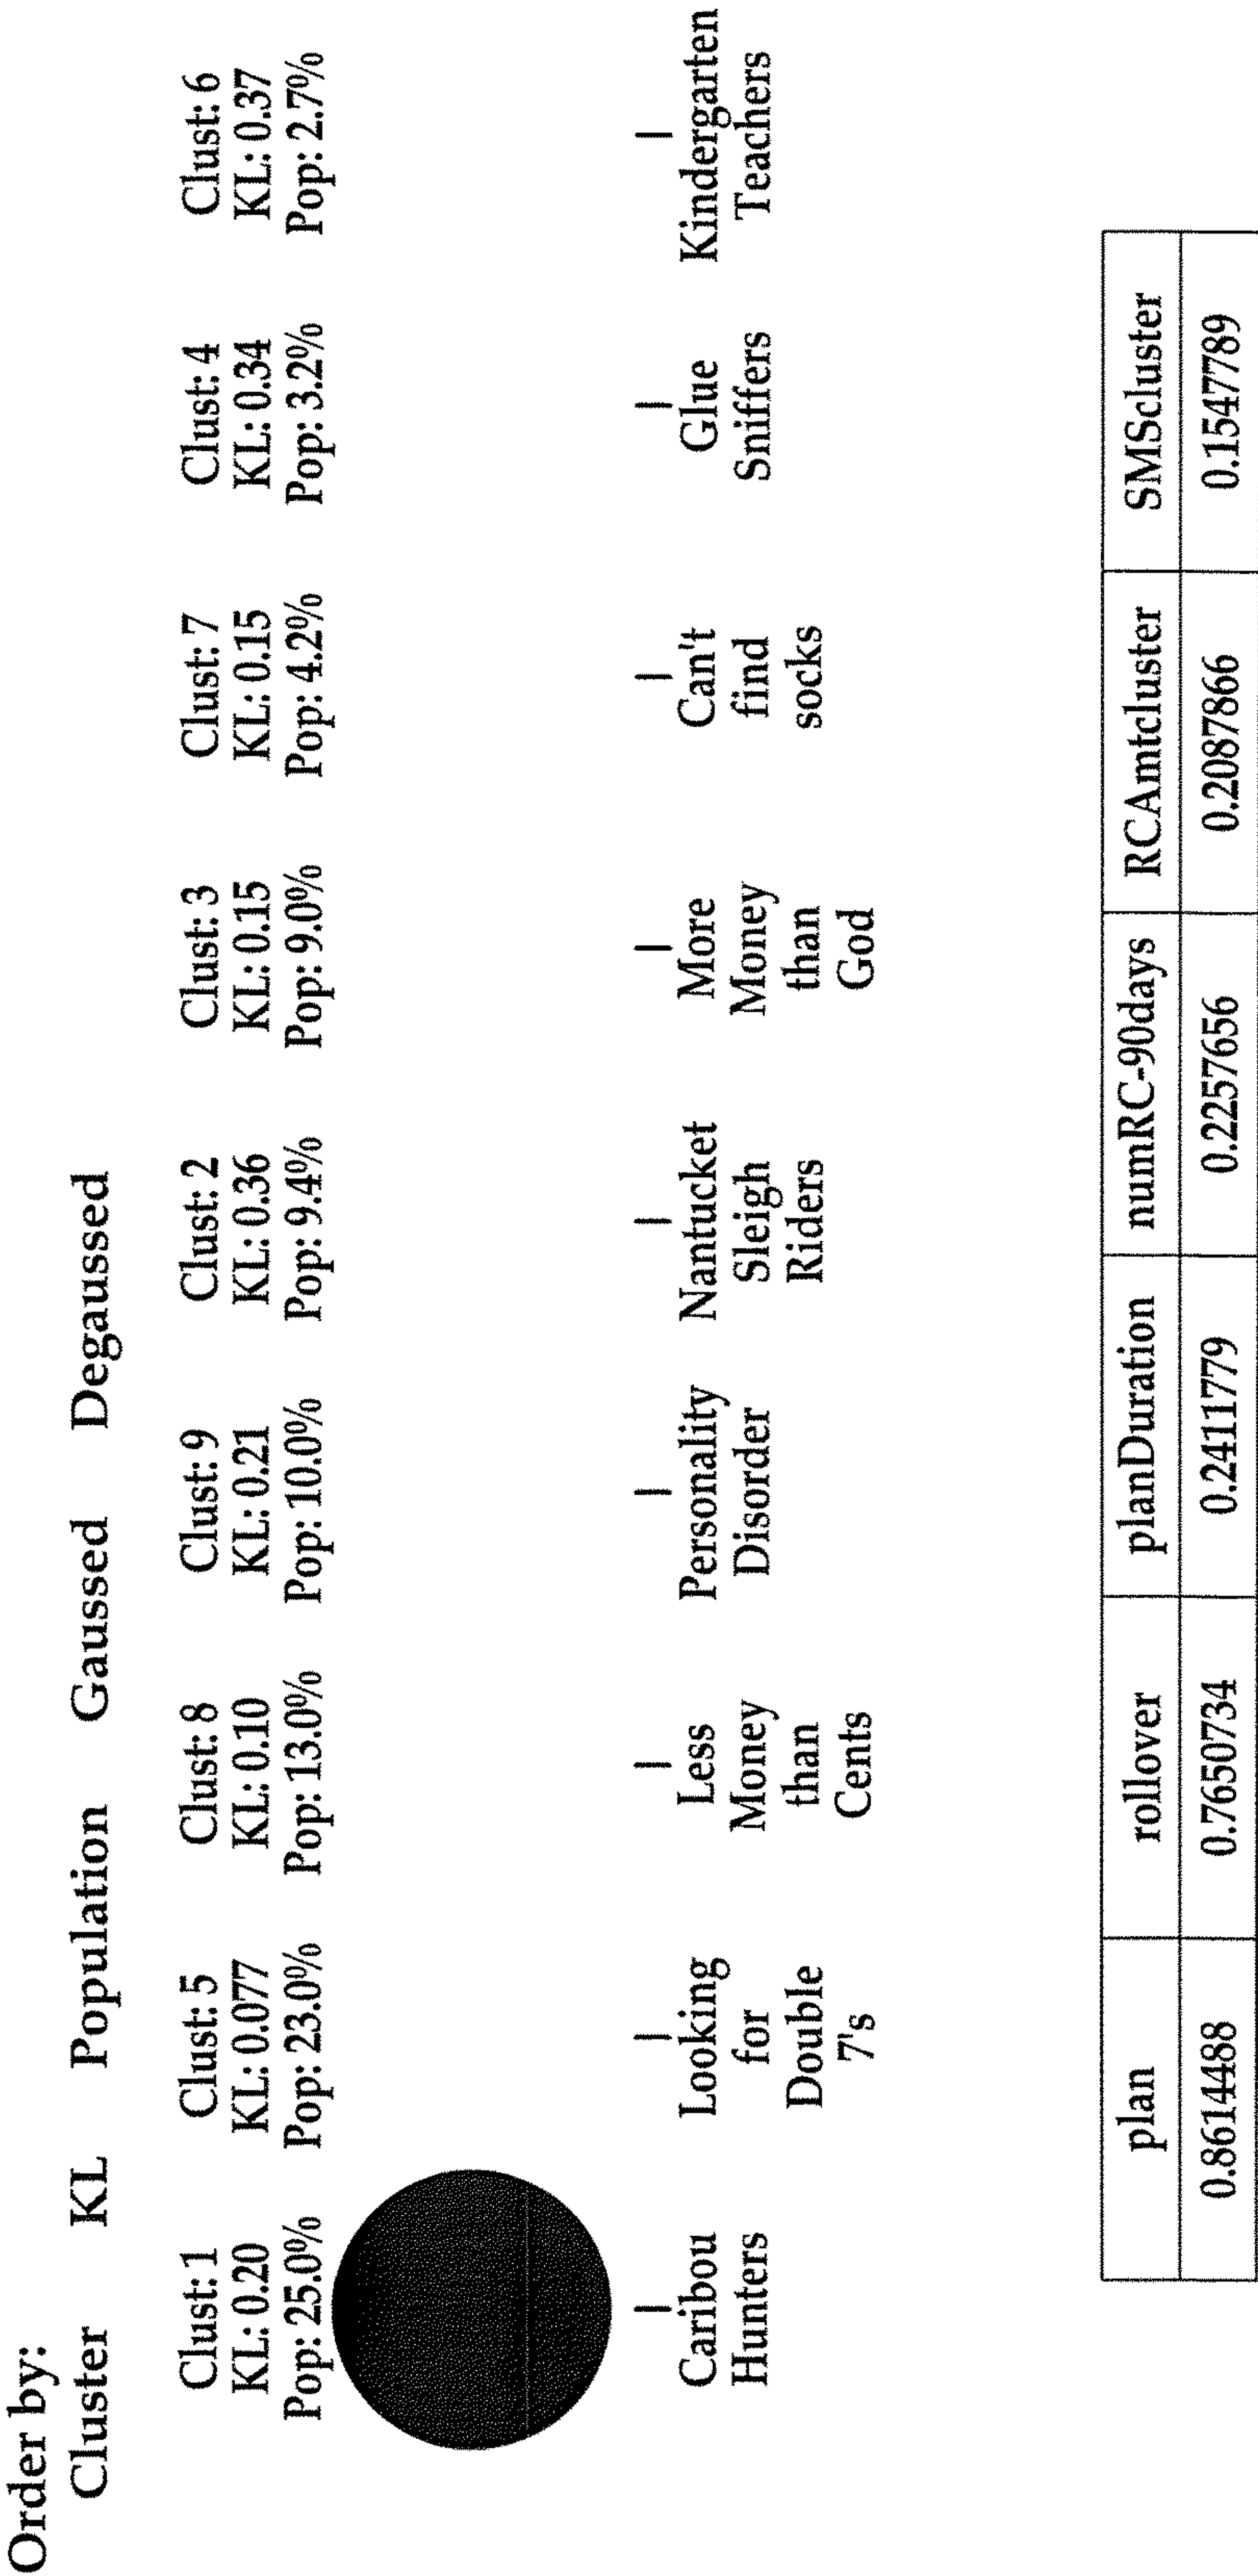 Order by:
Cluster KL Population Gaussed Degaussed
Clust: 1
KL: 0.20
Pop: 25.0%
Clust: 5
KL: 0.077
Pop: 23.0%
Clust: 8
KL: 0.10
Pop: 13.0%
Clust: 9
KL: 0.21
Pop: 10.0%
Clust: 2
KL: 0.36
Pop: 9.4%
Clust: 3
KL: 0.15
Pop: 9.0%
Clust: 7
KL: 0.15
Pop: 4.2%
Clust: 4
KL: 0.34
Pop: 3.2%
Clust: 6
KL: 0.37
Pop: 2.7%
Caribou
Hunters
Looking
for
Double
7's
Less
Money
than
Cents
Personality
Disorder
Nantucket
Sleigh
Riders
More
Money
than
God
Can't
find
socks
Glue
Sniffers
Kindergarten
Teachers
plan rollover planDuration numRC-90days RCAmtcluster SMScluster
0.8614488 0.7650734 0.2411779 0.2257656 0.2087866 0.1547789